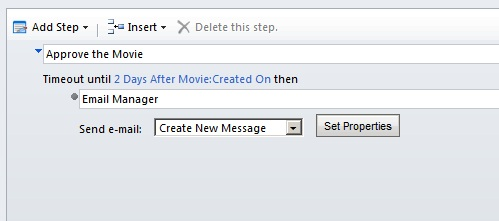 Add Step Insert Delete this step.
Approve the Movie
Timeout until 2 Days After Movie:Created On then
Email Manager
Send e-mail: Create New Message Set Properties